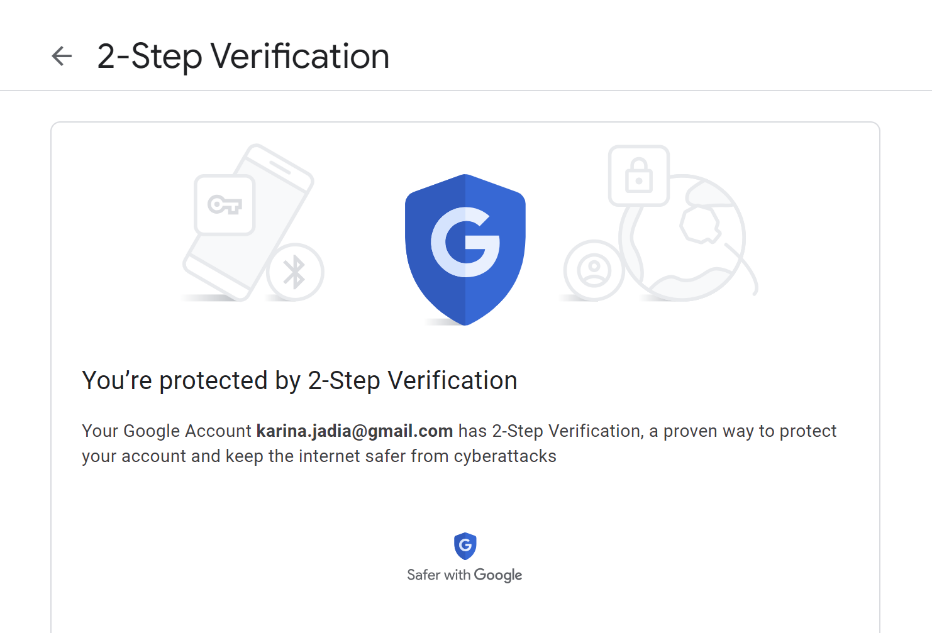 2-Step Verification
You’re protected by 2-Step Verification
Your Google Account karina.jadia@gmail.com has 2-Step Verification, a proven way to protect
your account and keep the internet safer from cyberattacks
Safer with Google